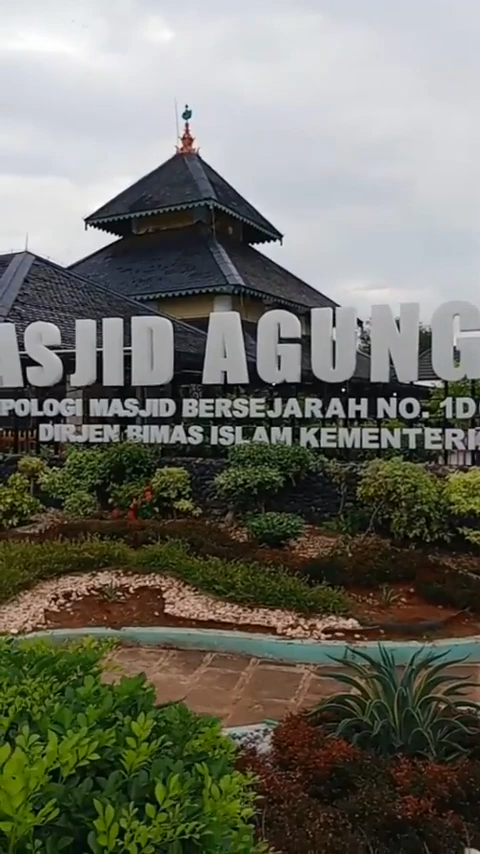 ASJID AGUNG
POLOGI MASJID BERSEJARAH NO. 1D
DIRJEN BIMAS ISLAM KEMENTER